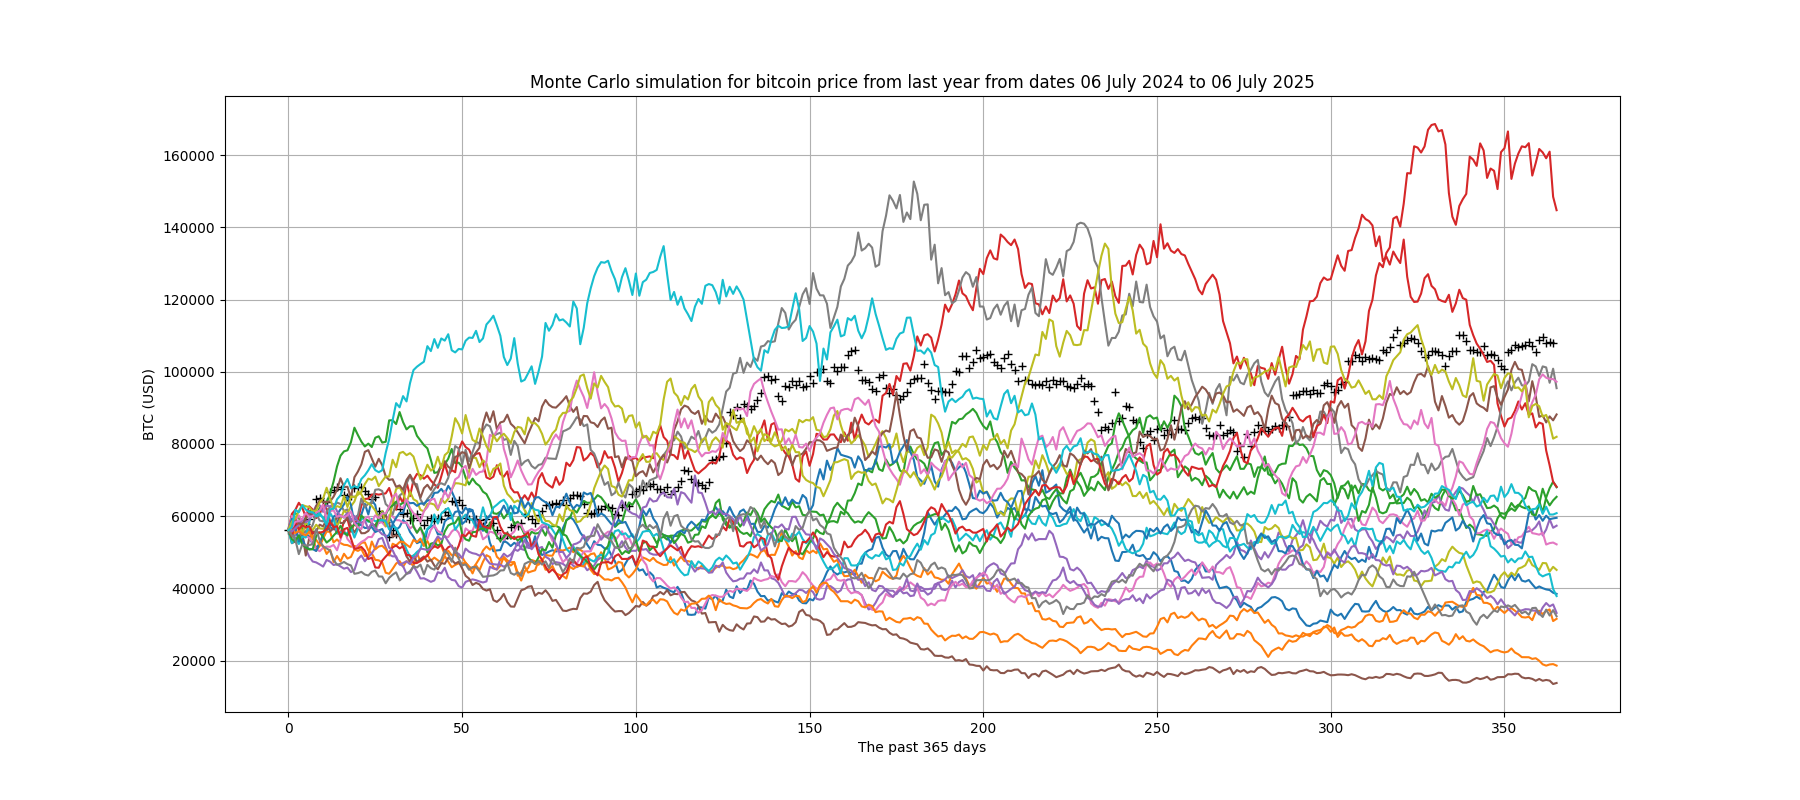 Monte Carlo simulation for bitcoin price from last year from dates 06 July 2024 to 06 July 2025
BTC (USD)
160000
140000
120000
100000
80000
60000
40000
20000
0 50 100 150 200 250 300 350
The past 365 days